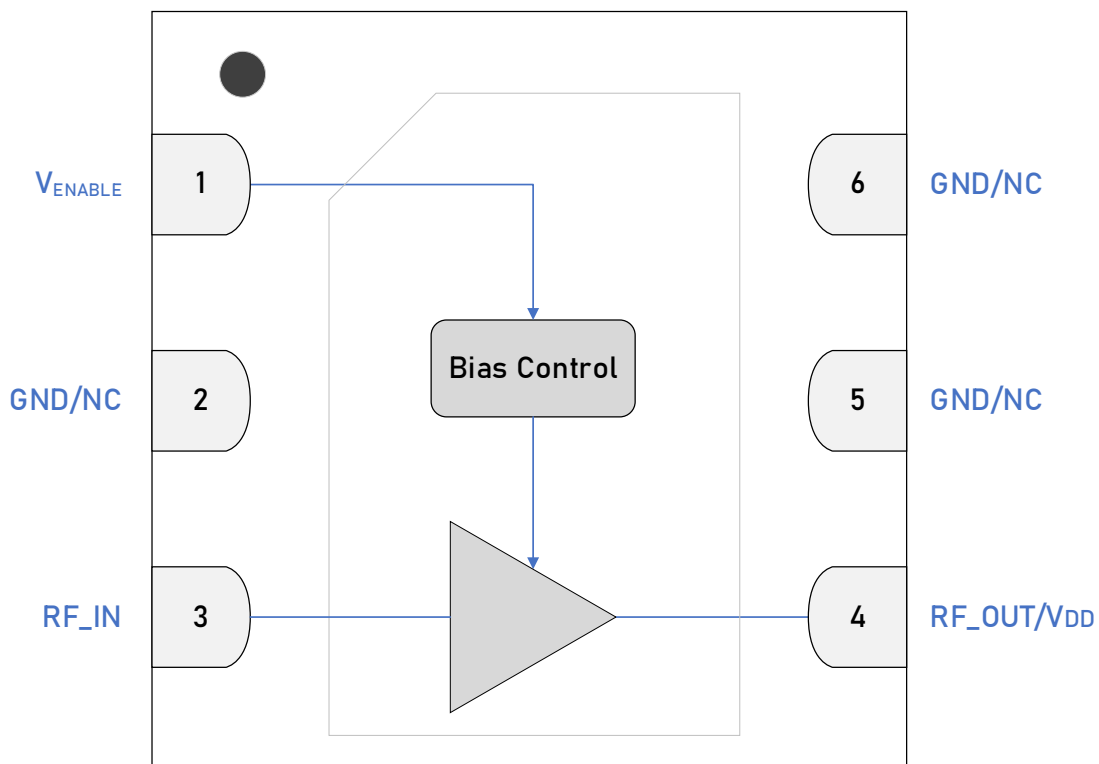 VENABLE 1 6 GND/NC
Bias Control
GND/NC 2 5 GND/NC
RF_IN 3 4 RF_OUT/VDD